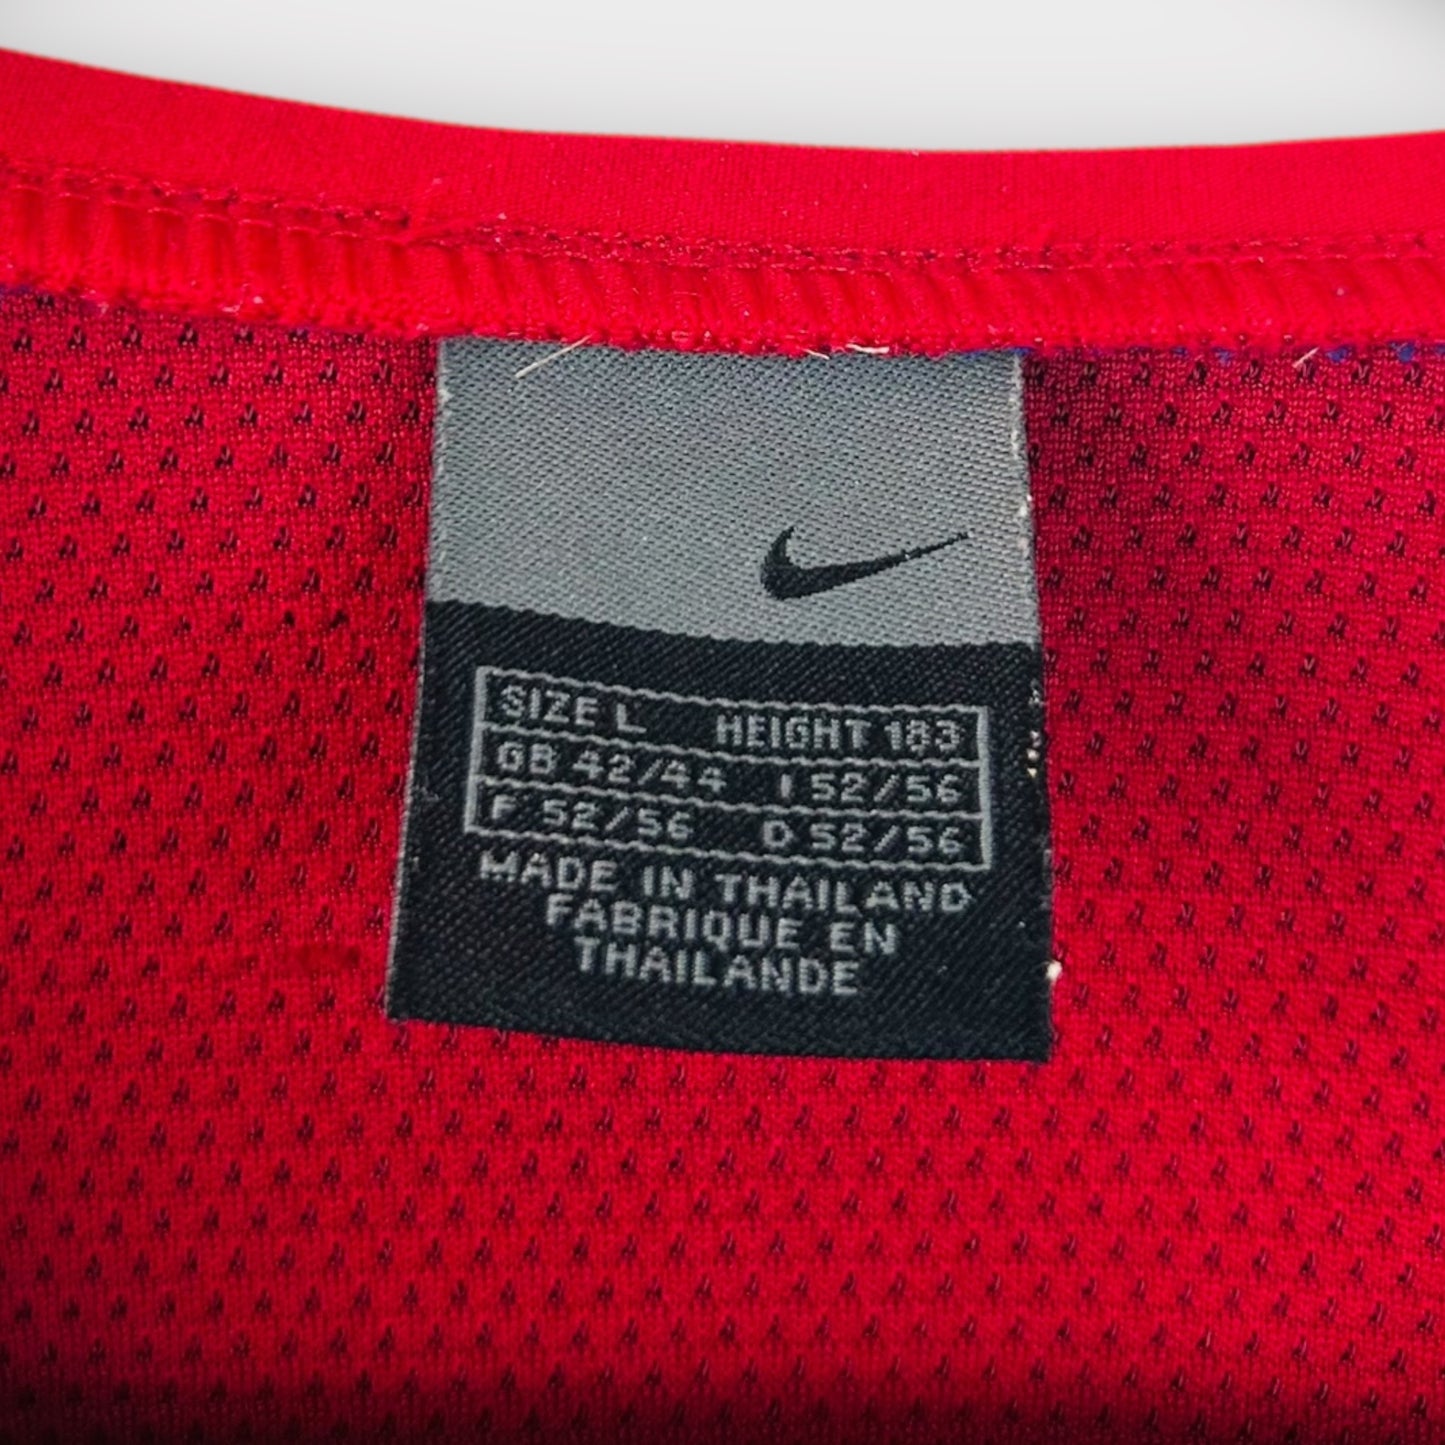 SIZE L HEIGHT 183
GB 42/44 I 52/56
F 52/56 D 52/56
MADE IN THAILAND
FABRIQUE EN
THAILANDE